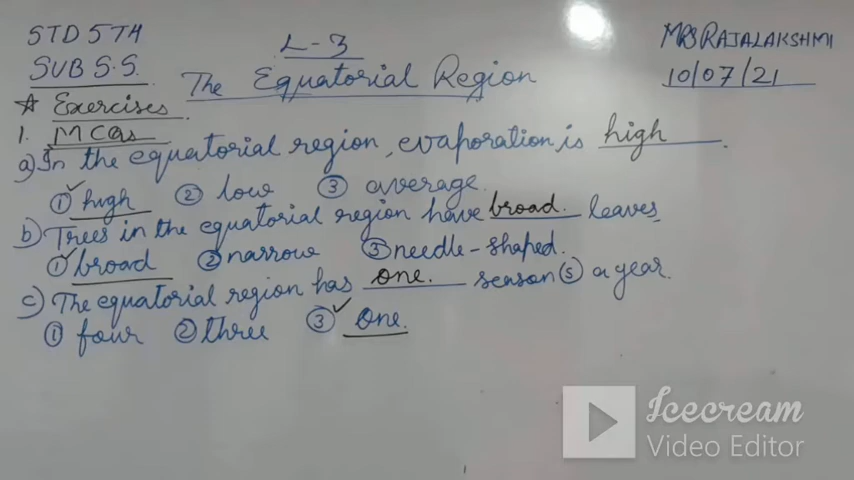 STD 5TH
SUB S.S.
L-3
MRS RAJALAKSHMI
10/07/21
The Equatorial Region
☆ Exercises
1. MCQs
a) In the equatorial region, evaporation is high.
① ✓ high ② low ③ average.
b) Trees in the equatorial region have broad. leaves
① ✓ broad ② narrow ③ needle-shaped.
c) The equatorial region has one. season(s) a year.
① four ② three ③ ✓ One.
Icecream
Video Editor